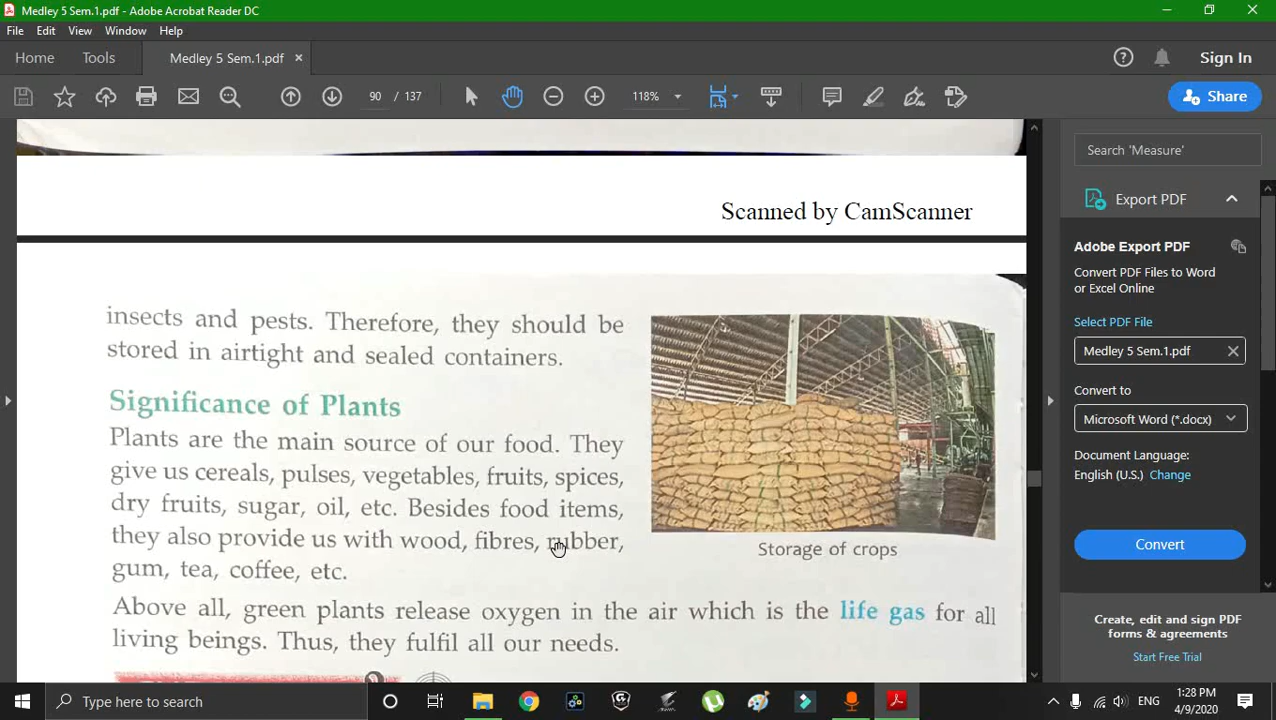 Medley 5 Sem.1.pdf - Adobe Acrobat Reader DC
File Edit View Window Help
Home Tools Medley 5 Sem.1.pdf × Sign In
90 / 137 118% Share
Search 'Measure'
Scanned by CamScanner
Export PDF
Adobe Export PDF
Convert PDF Files to Word
or Excel Online
Select PDF File
Medley 5 Sem.1.pdf
Convert to
Microsoft Word (*.docx)
Document Language:
English (U.S.) Change
Convert
Create, edit and sign PDF
forms & agreements
Start Free Trial
insects and pests. Therefore, they should be
stored in airtight and sealed containers.
Significance of Plants
Plants are the main source of our food. They
give us cereals, pulses, vegetables, fruits, spices,
dry fruits, sugar, oil, etc. Besides food items,
they also provide us with wood, fibres, rubber,
gum, tea, coffee, etc.
Storage of crops
Above all, green plants release oxygen in the air which is the life gas for all
living beings. Thus, they fulfil all our needs.
Type here to search
ENG
1:28 PM
4/9/2020